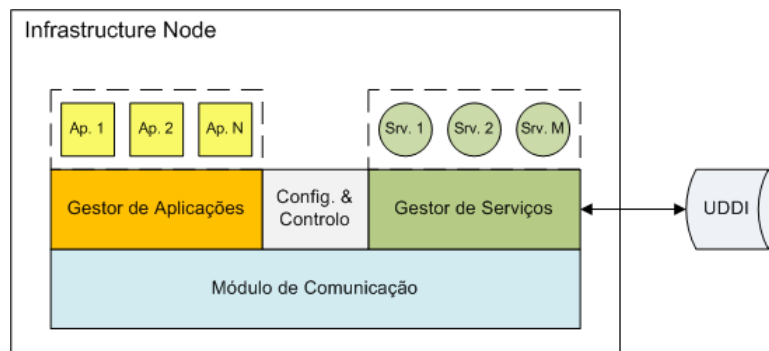 Infrastructure Node
Ap. 1
Ap. 2
Ap. N
Srv. 1
Srv. 2
Srv. M
Gestor de Aplicações
Config. &
Controlo
Gestor de Serviços
UDDI
Módulo de Comunicação